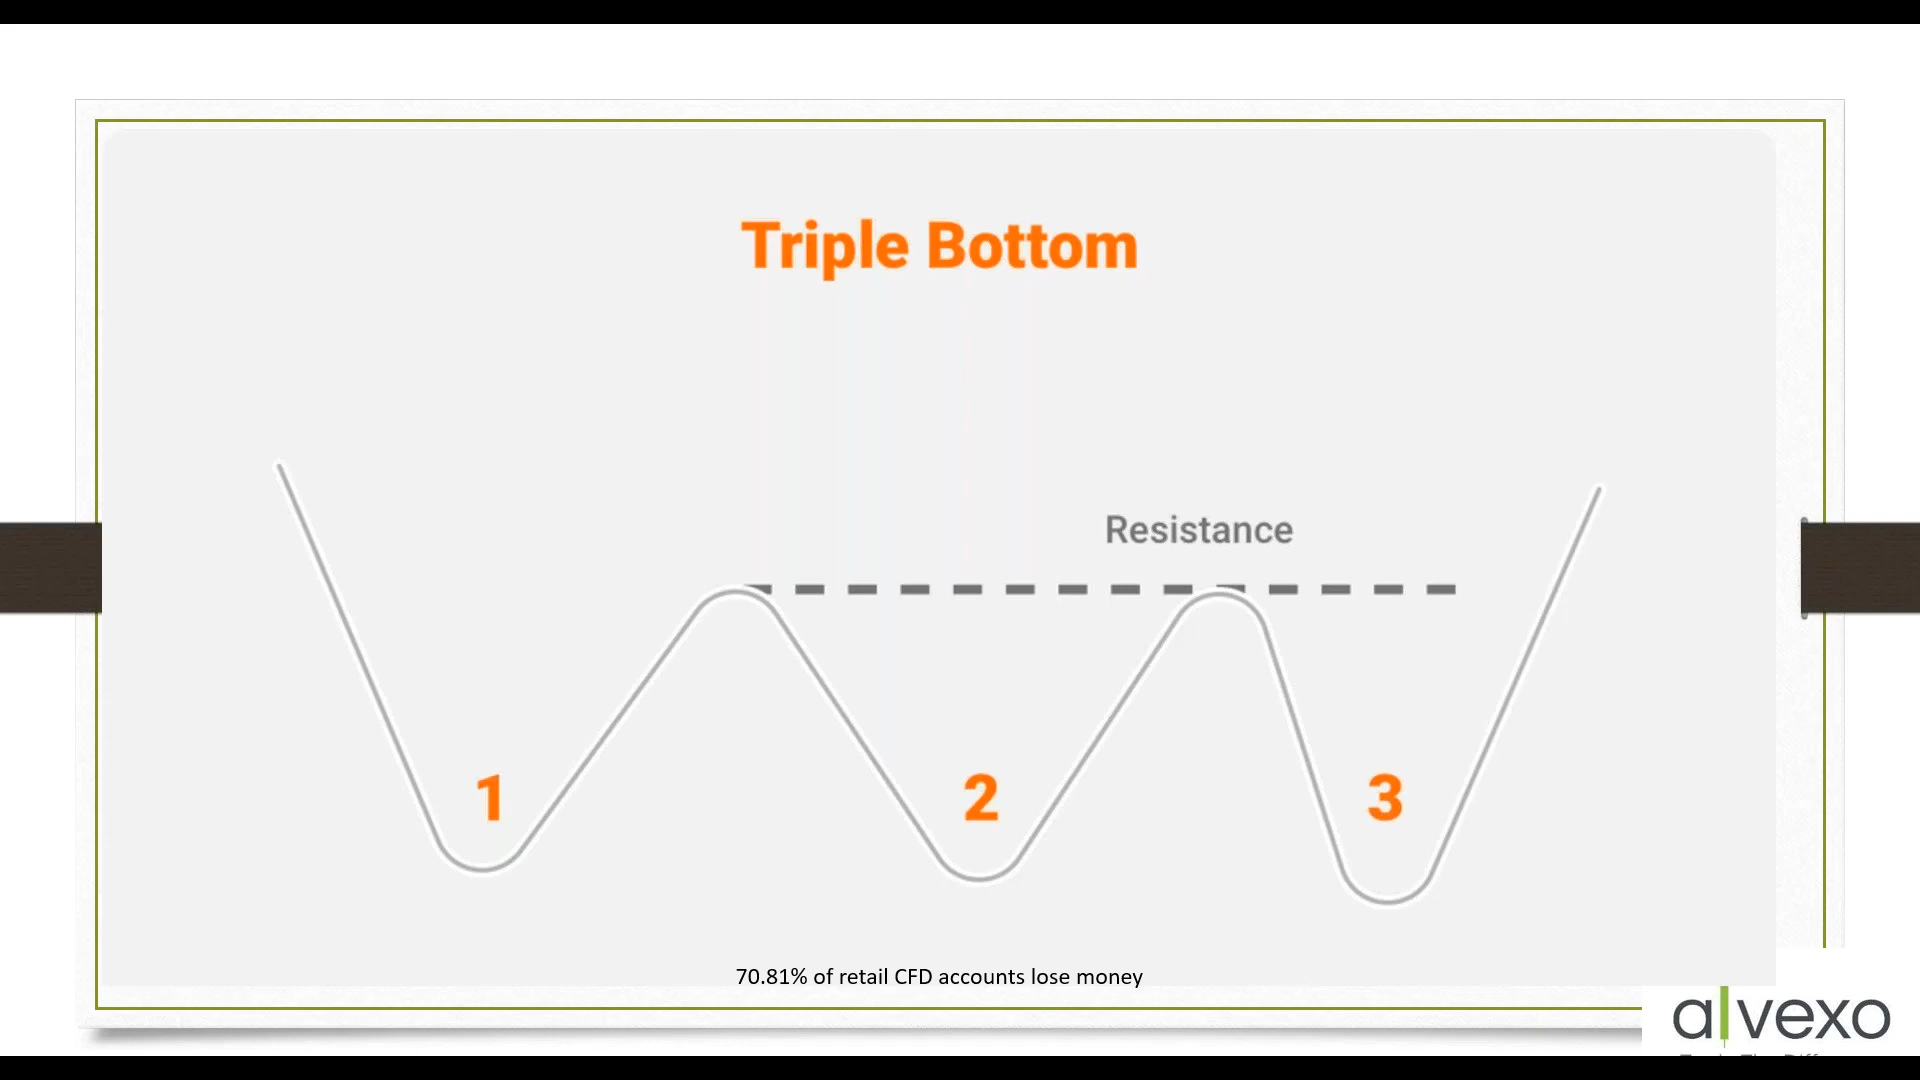 Triple Bottom
Resistance
1
2
3
70.81% of retail CFD accounts lose money
alvexo